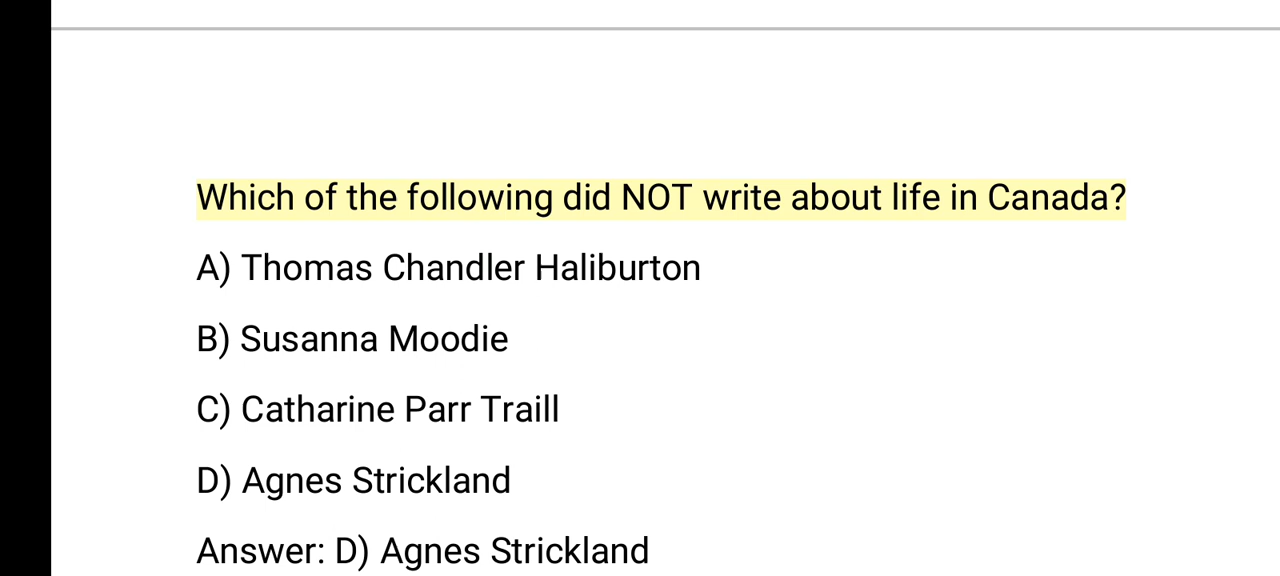 Which of the following did NOT write about life in Canada?
A) Thomas Chandler Haliburton
B) Susanna Moodie
C) Catharine Parr Traill
D) Agnes Strickland
Answer: D) Agnes Strickland